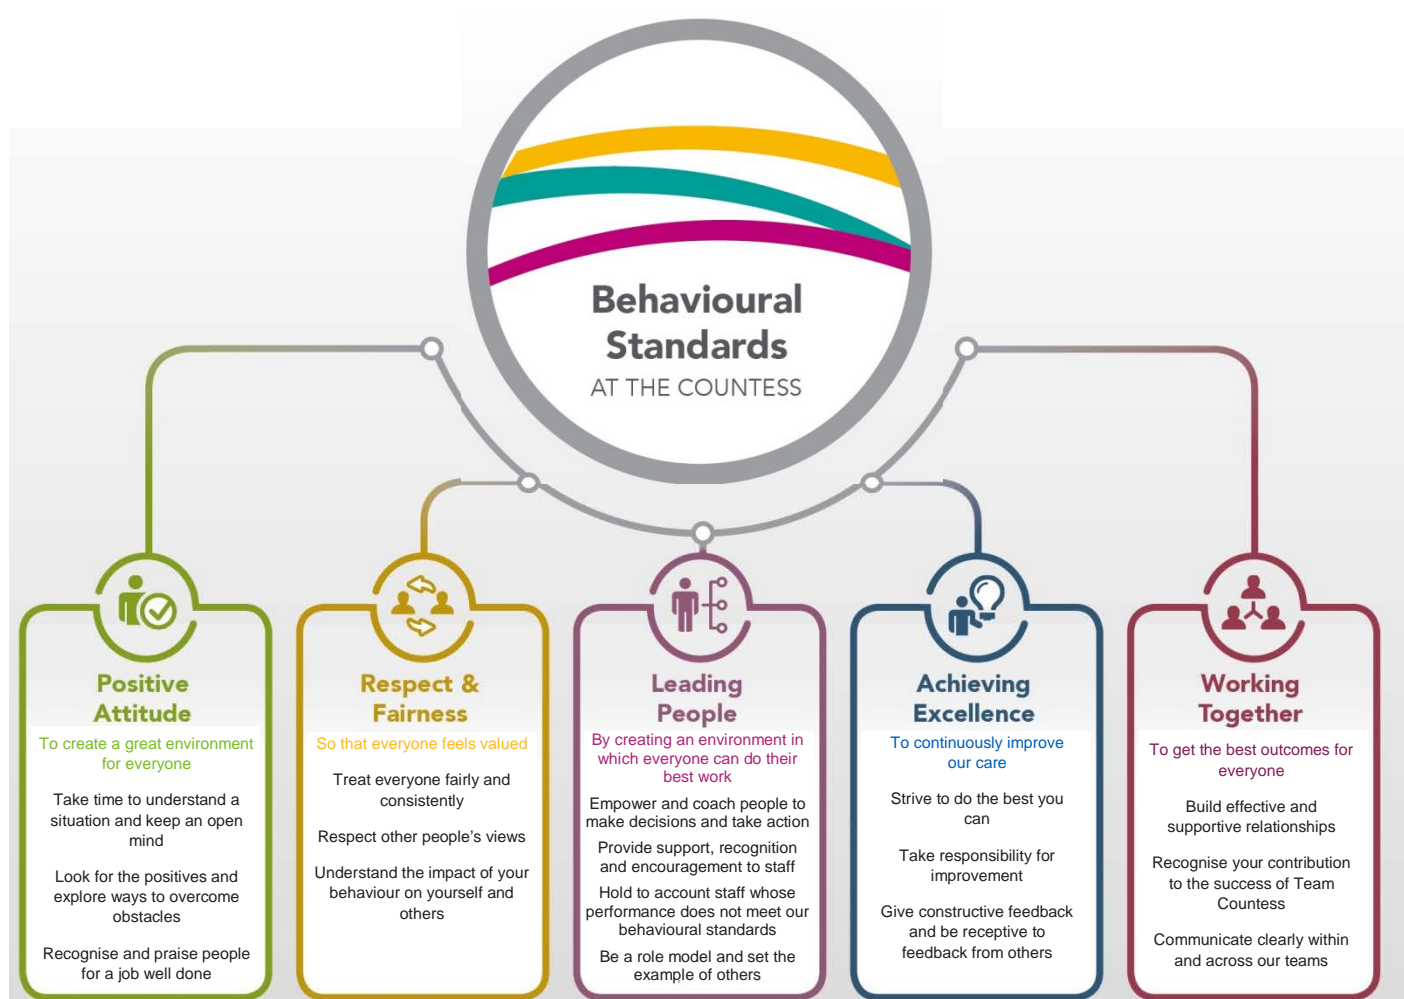 Behavioural
Standards
AT THE COUNTESS
Positive
Attitude
To create a great environment
for everyone
Take time to understand a
situation and keep an open
mind
Look for the positives and
explore ways to overcome
obstacles
Recognise and praise people
for a job well done
Respect &
Fairness
So that everyone feels valued
Treat everyone fairly and
consistently
Respect other people's views
Understand the impact of your
behaviour on yourself and
others
Leading
People
By creating an environment in
which everyone can do their
best work
Empower and coach people to
make decisions and take action
Provide support, recognition
and encouragement to staff
Hold to account staff whose
performance does not meet our
behavioural standards
Be a role model and set the
example of others
Achieving
Excellence
To continuously improve
our care
Strive to do the best you
can
Take responsibility for
improvement
Give constructive feedback
and be receptive to
feedback from others
Working
Together
To get the best outcomes for
everyone
Build effective and
supportive relationships
Recognise your contribution
to the success of Team
Countess
Communicate clearly within
and across our teams